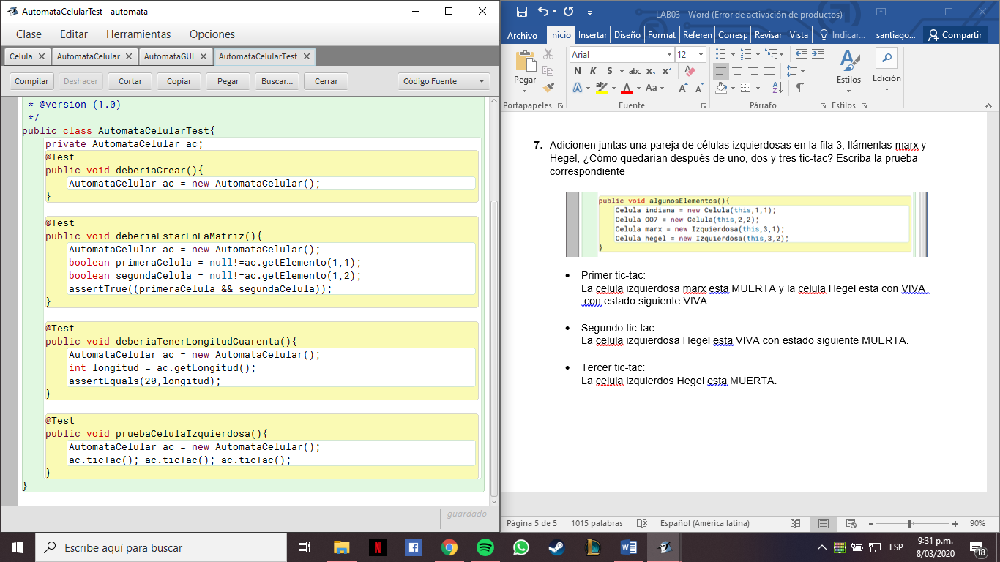 AutomataCelularTest - automata
Clase Editar Herramientas Opciones
Celula AutomataCelular AutomataGUI AutomataCelularTest
Compilar Deshacer Cortar Copiar Pegar Buscar... Cerrar Código Fuente
* @version (1.0)
*/
public class AutomataCelularTest{
private AutomataCelular ac;
@Test
public void deberiaCrear(){
AutomataCelular ac = new AutomataCelular();
}
@Test
public void deberiaEstarEnLaMatriz(){
AutomataCelular ac = new AutomataCelular();
boolean primeraCelula = null!=ac.getElemento(1,1);
boolean segundaCelula = null!=ac.getElemento(1,2);
assertTrue((primeraCelula && segundaCelula));
}
@Test
public void deberiaTenerLongitudCuarenta(){
AutomataCelular ac = new AutomataCelular();
int longitud = ac.getLongitud();
assertEquals(20,longitud);
}
@Test
public void pruebaCelulaIzquierdosa(){
AutomataCelular ac = new AutomataCelular();
ac.ticTac(); ac.ticTac(); ac.ticTac();
}
}
guardado
LAB03 - Word (Error de activación de productos)
Archivo Inicio Insertar Diseño Format Referen Corresp Revisar Vista Indicar... santiago... Compartir
Arial 12
Pegar
N K S abc x₂ x²
Estilos
Edición
A ab A Aa A A
Portapapeles Fuente Párrafo Estilos
7. Adicionen juntas una pareja de células izquierdosas en la fila 3, llámenlas marx y
Hegel, ¿Cómo quedarían después de uno, dos y tres tic-tac? Escriba la prueba
correspondiente
public void algunosElementos(){
Celula indiana = new Celula(this,1,1);
Celula OO7 = new Celula(this,2,2);
Celula marx = new Izquierdosa(this,3,1);
Celula hegel = new Izquierdosa(this,3,2);
}
• Primer tic-tac:
La celula izquierdosa marx esta MUERTA y la celula Hegel esta con VIVA
con estado siguiente VIVA.
• Segundo tic-tac:
La celula izquierdosa Hegel esta VIVA con estado siguiente MUERTA.
• Tercer tic-tac:
La celula izquierdos Hegel esta MUERTA.
Página 5 de 5 1015 palabras Español (América latina) 90%
Escribe aquí para buscar
ESP
9:31 p.m.
8/03/2020
18